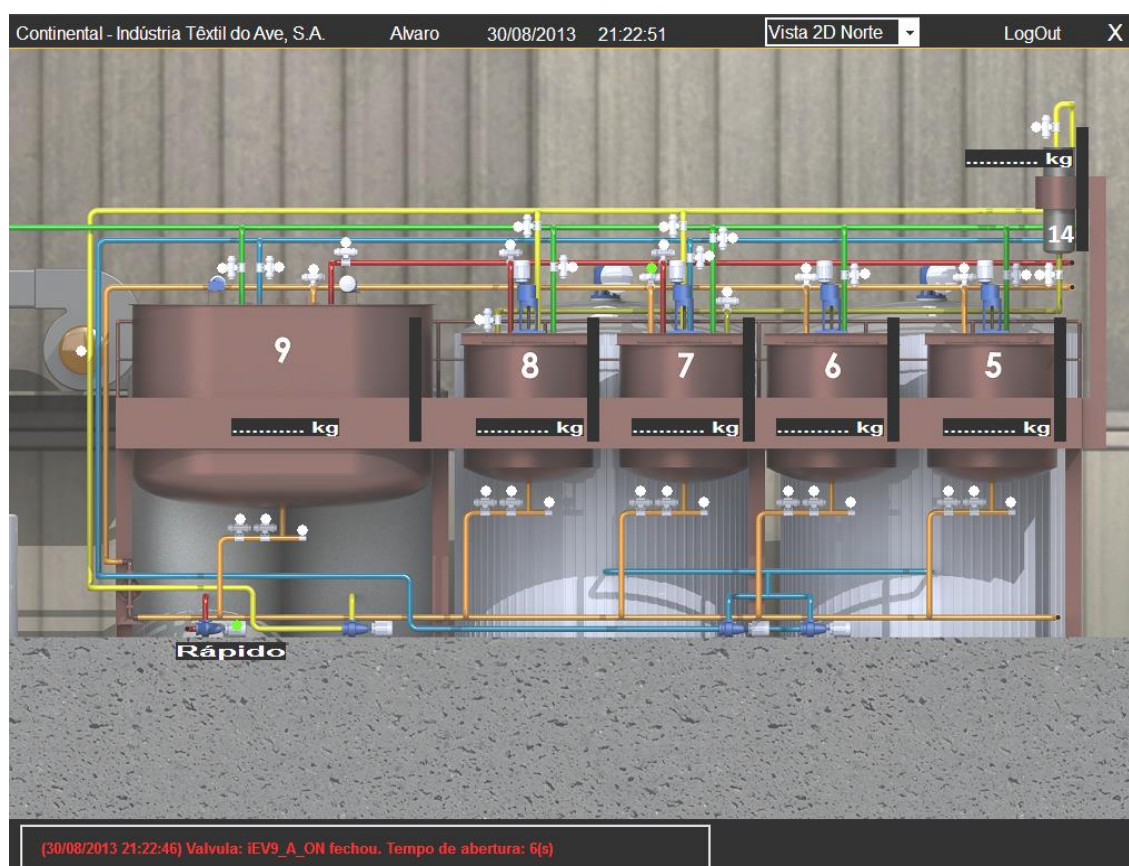 Continental - Indústria Têxtil do Ave, S.A. Alvaro 30/08/2013 21:22:51 Vista 2D Norte LogOut X
........... kg
14
9 8 7 6 5
........... kg ........... kg ........... kg ........... kg ........... kg
Rápido
(30/08/2013 21:22:46) Valvula: iEV9_A_ON fechou. Tempo de abertura: 6(s)